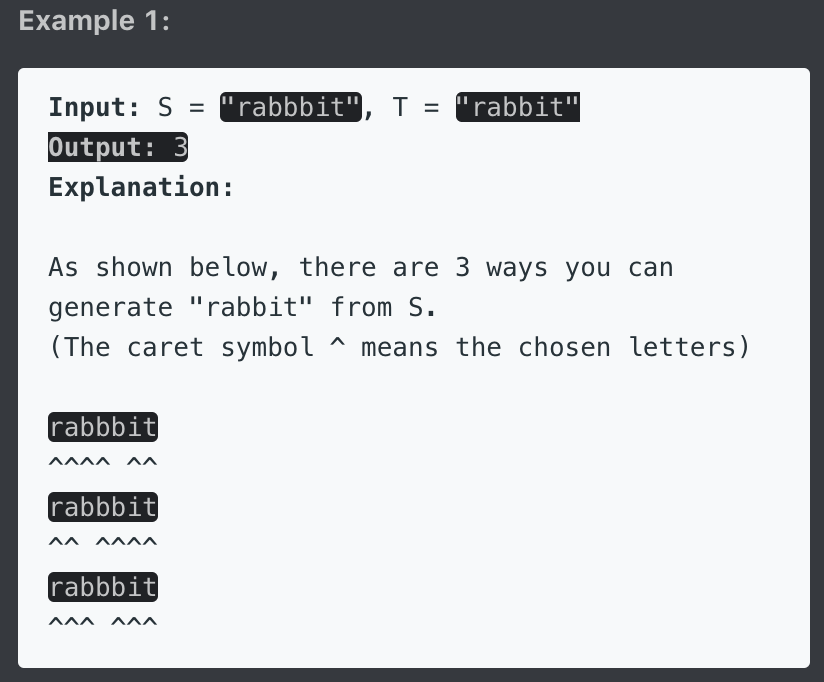 Example 1:
Input: S = "rabbbit", T = "rabbit"
Output: 3
Explanation:
As shown below, there are 3 ways you can
generate "rabbit" from S.
(The caret symbol ^ means the chosen letters)
rabbbit
^^^^ ^^
rabbbit
^^ ^^^^
rabbbit
^^^ ^^^